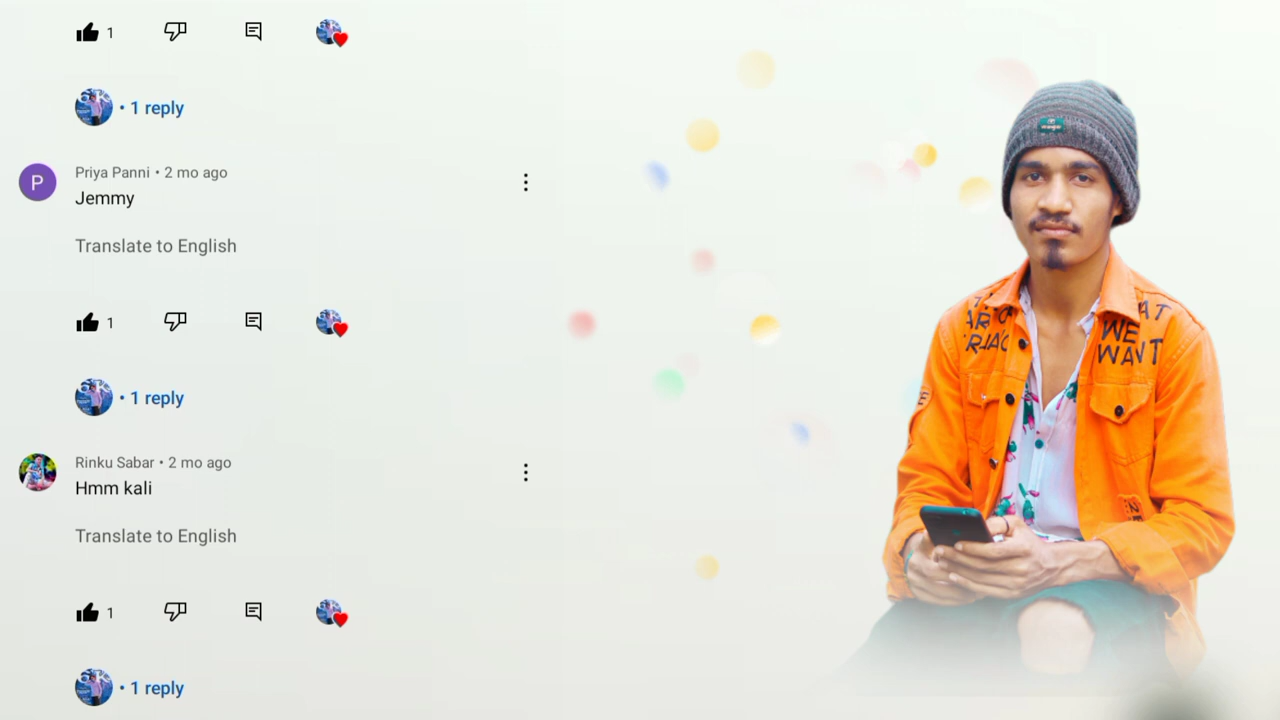 1
• 1 reply
P
Priya Panni • 2 mo ago
Jemmy
Translate to English
1
• 1 reply
Rinku Sabar • 2 mo ago
Hmm kali
Translate to English
1
• 1 reply
AT
WE
WANT